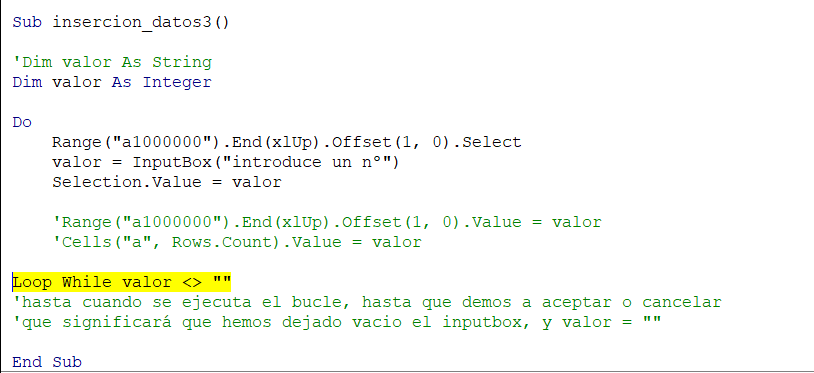 Sub insercion_datos3()
'Dim valor As String
Dim valor As Integer
Do
Range("a1000000").End(xlUp).Offset(1, 0).Select
valor = InputBox("introduce un nº")
Selection.Value = valor
'Range("a1000000").End(xlUp).Offset(1, 0).Value = valor
'Cells("a", Rows.Count).Value = valor
Loop While valor <> ""
'hasta cuando se ejecuta el bucle, hasta que demos a aceptar o cancelar
'que significará que hemos dejado vacio el inputbox, y valor = ""
End Sub